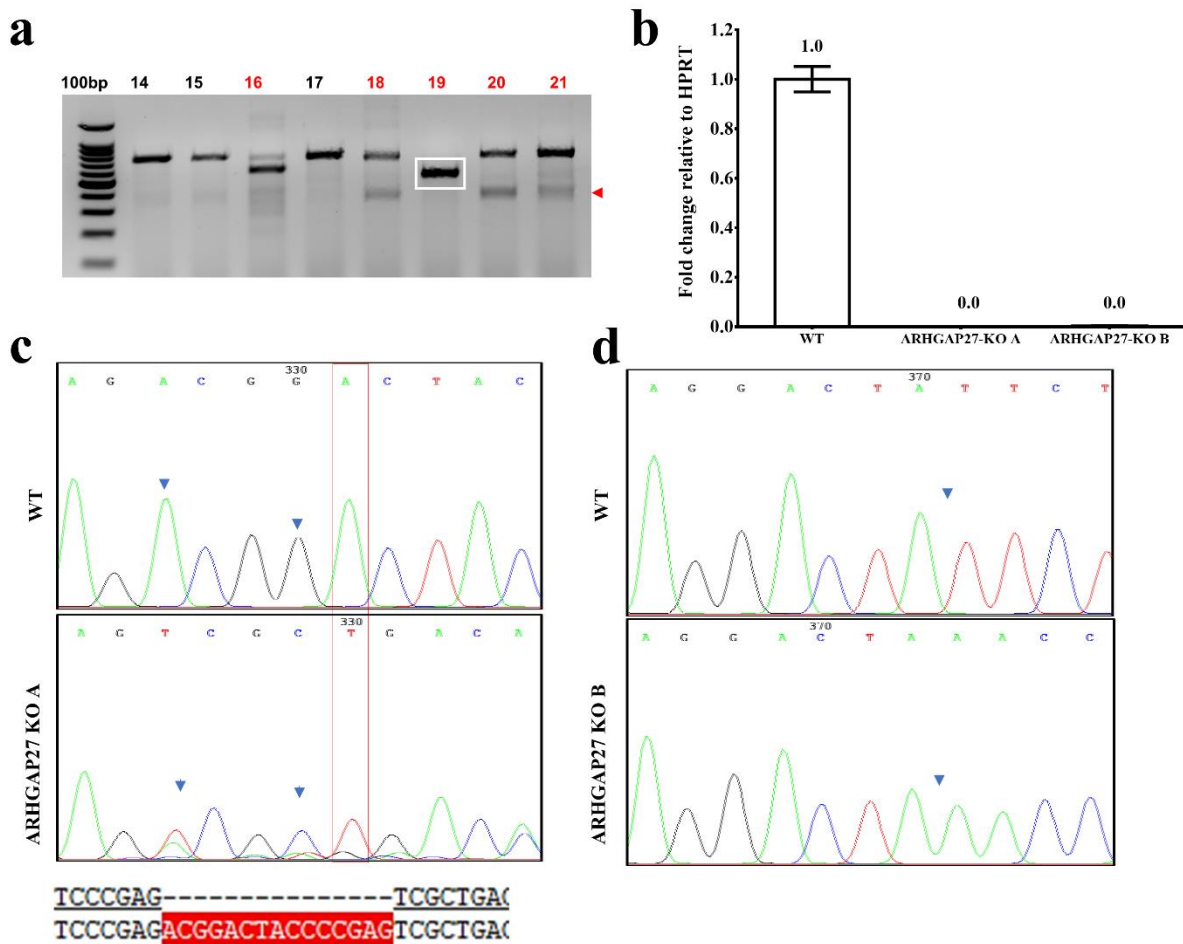 a
100bp 14 15 16 17 18 19 20 21
b
Fold change relative to HPRT
1.2
1.0
0.8
0.6
0.4
0.2
0.0
1.0
0.0
0.0
WT
ARHGAP27-KO A
ARHGAP27-KO B
c
WT
330
A G A C G G A C T A C
ARHGAP27 KO A
330
A G T C G C T G A C A
TCCCGAG----------------TCGCTGAC
TCCCGAGACGGACTACCCCGAGTCGCTGAC
d
WT
370
A G G A C T A T T C T
ARHGAP27 KO B
370
A G G A C T A A A C C